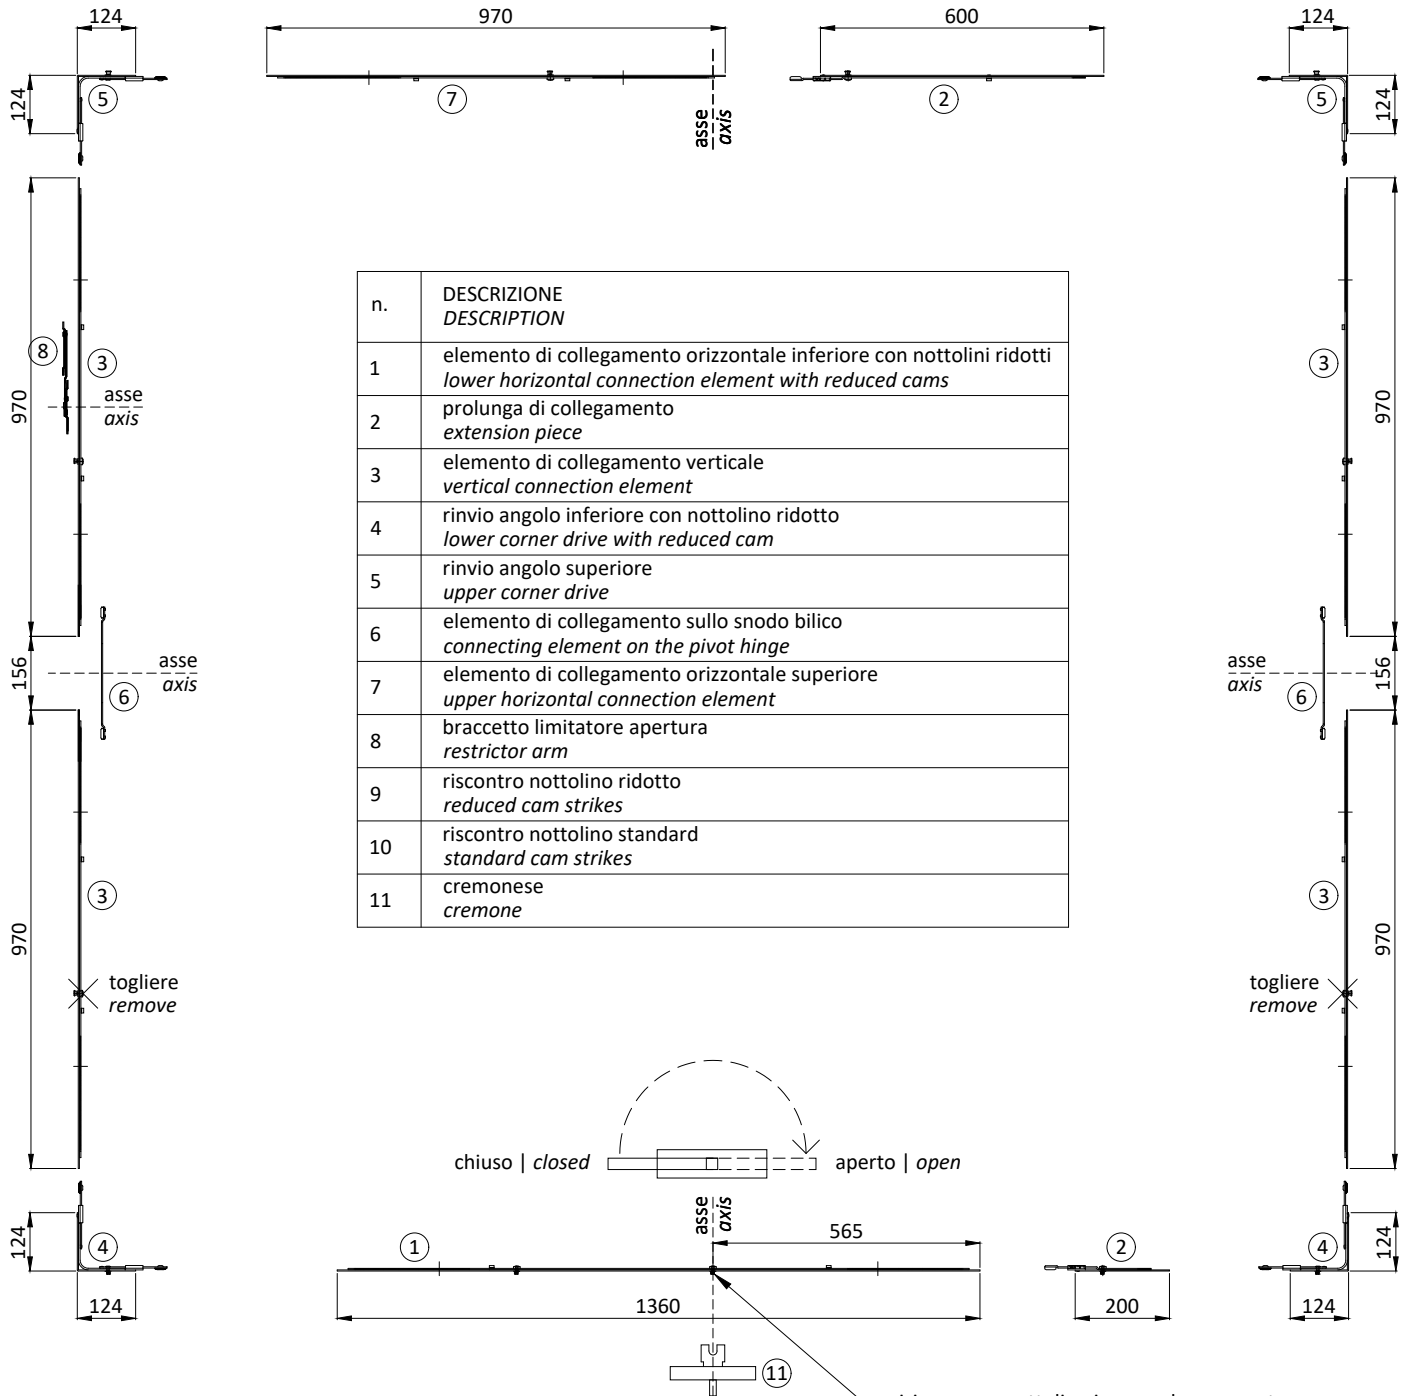 124
970
600
124
124
5
7
2
5
124
asse
axis
n.
DESCRIZIONE
DESCRIPTION
1
elemento di collegamento orizzontale inferiore con nottolini ridotti
lower horizontal connection element with reduced cams
2
prolunga di collegamento
extension piece
3
elemento di collegamento verticale
vertical connection element
4
rinvio angolo inferiore con nottolino ridotto
lower corner drive with reduced cam
5
rinvio angolo superiore
upper corner drive
6
elemento di collegamento sullo snodo bilico
connecting element on the pivot hinge
7
elemento di collegamento orizzontale superiore
upper horizontal connection element
8
braccetto limitatore apertura
restrictor arm
9
riscontro nottolino ridotto
reduced cam strikes
10
riscontro nottolino standard
standard cam strikes
11
cremonese
cremone
8
3
asse
axis
970
3
970
156
asse
axis
6
asse
axis
6
156
3
970
togliere
remove
3
970
togliere
remove
chiuso | closed
aperto | open
asse
axis
565
124
4
1
2
4
124
124
1360
200
124
11